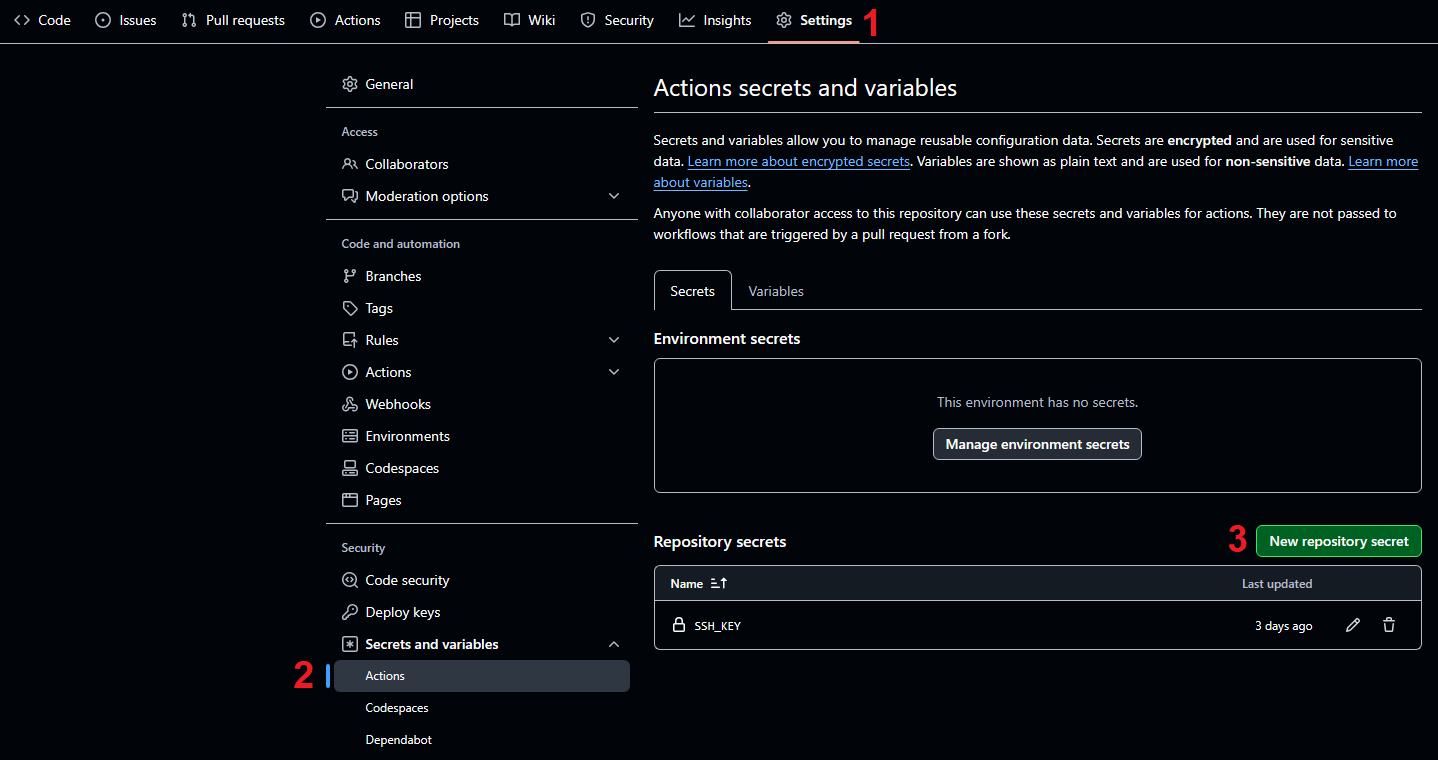 Code Issues Pull requests Actions Projects Wiki Security Insights Settings 1
General
Access
Collaborators
Moderation options
Code and automation
Branches
Tags
Rules
Actions
Webhooks
Environments
Codespaces
Pages
Security
Code security
Deploy keys
Secrets and variables
2 Actions
Codespaces
Dependabot
Actions secrets and variables
Secrets and variables allow you to manage reusable configuration data. Secrets are encrypted and are used for sensitive
data. Learn more about encrypted secrets. Variables are shown as plain text and are used for non-sensitive data. Learn more
about variables.
Anyone with collaborator access to this repository can use these secrets and variables for actions. They are not passed to
workflows that are triggered by a pull request from a fork.
Secrets Variables
Environment secrets
This environment has no secrets.
Manage environment secrets
Repository secrets 3 New repository secret
Name Last updated
SSH_KEY 3 days ago